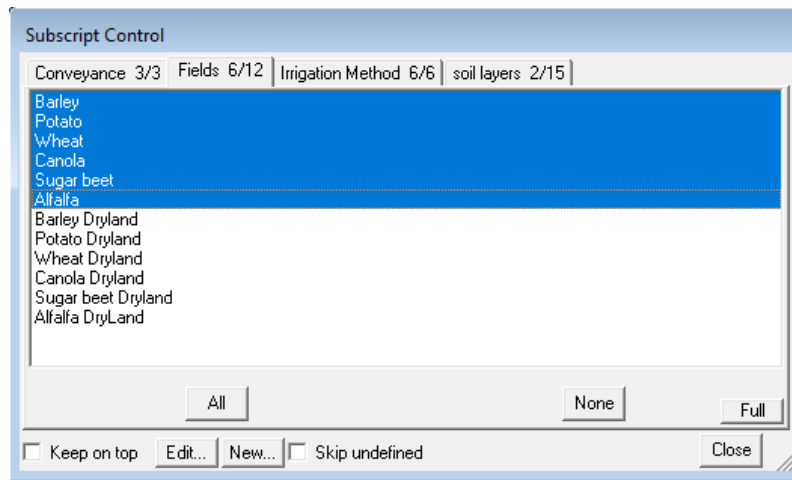 Subscript Control
Conveyance 3/3 Fields 6/12 Irrigation Method 6/6 soil layers 2/15
Barley
Potato
Wheat
Canola
Sugar beet
Alfalfa
Barley Dryland
Potato Dryland
Wheat Dryland
Canola Dryland
Sugar beet Dryland
Alfalfa DryLand
All None Full
Keep on top Edit... New... Skip undefined Close